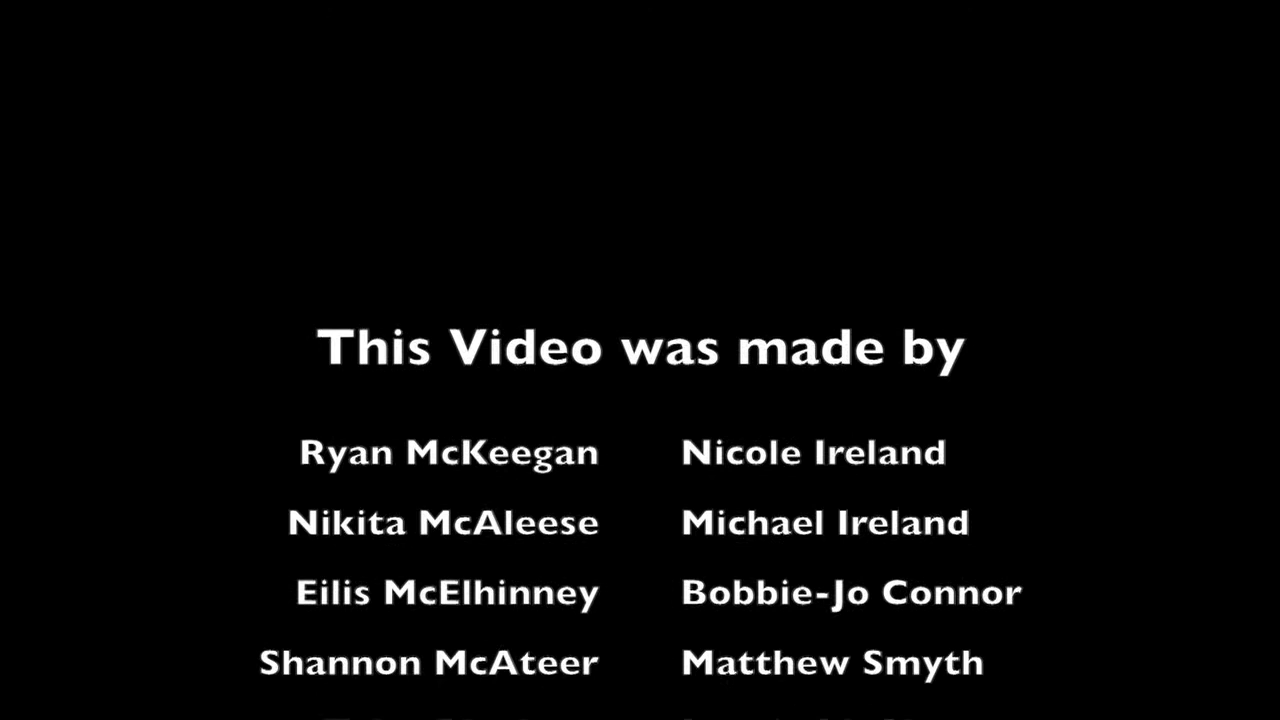 This Video was made by
Ryan McKeegan Nicole Ireland
Nikita McAleese Michael Ireland
Eilis McElhinney Bobbie-Jo Connor
Shannon McAteer Matthew Smyth